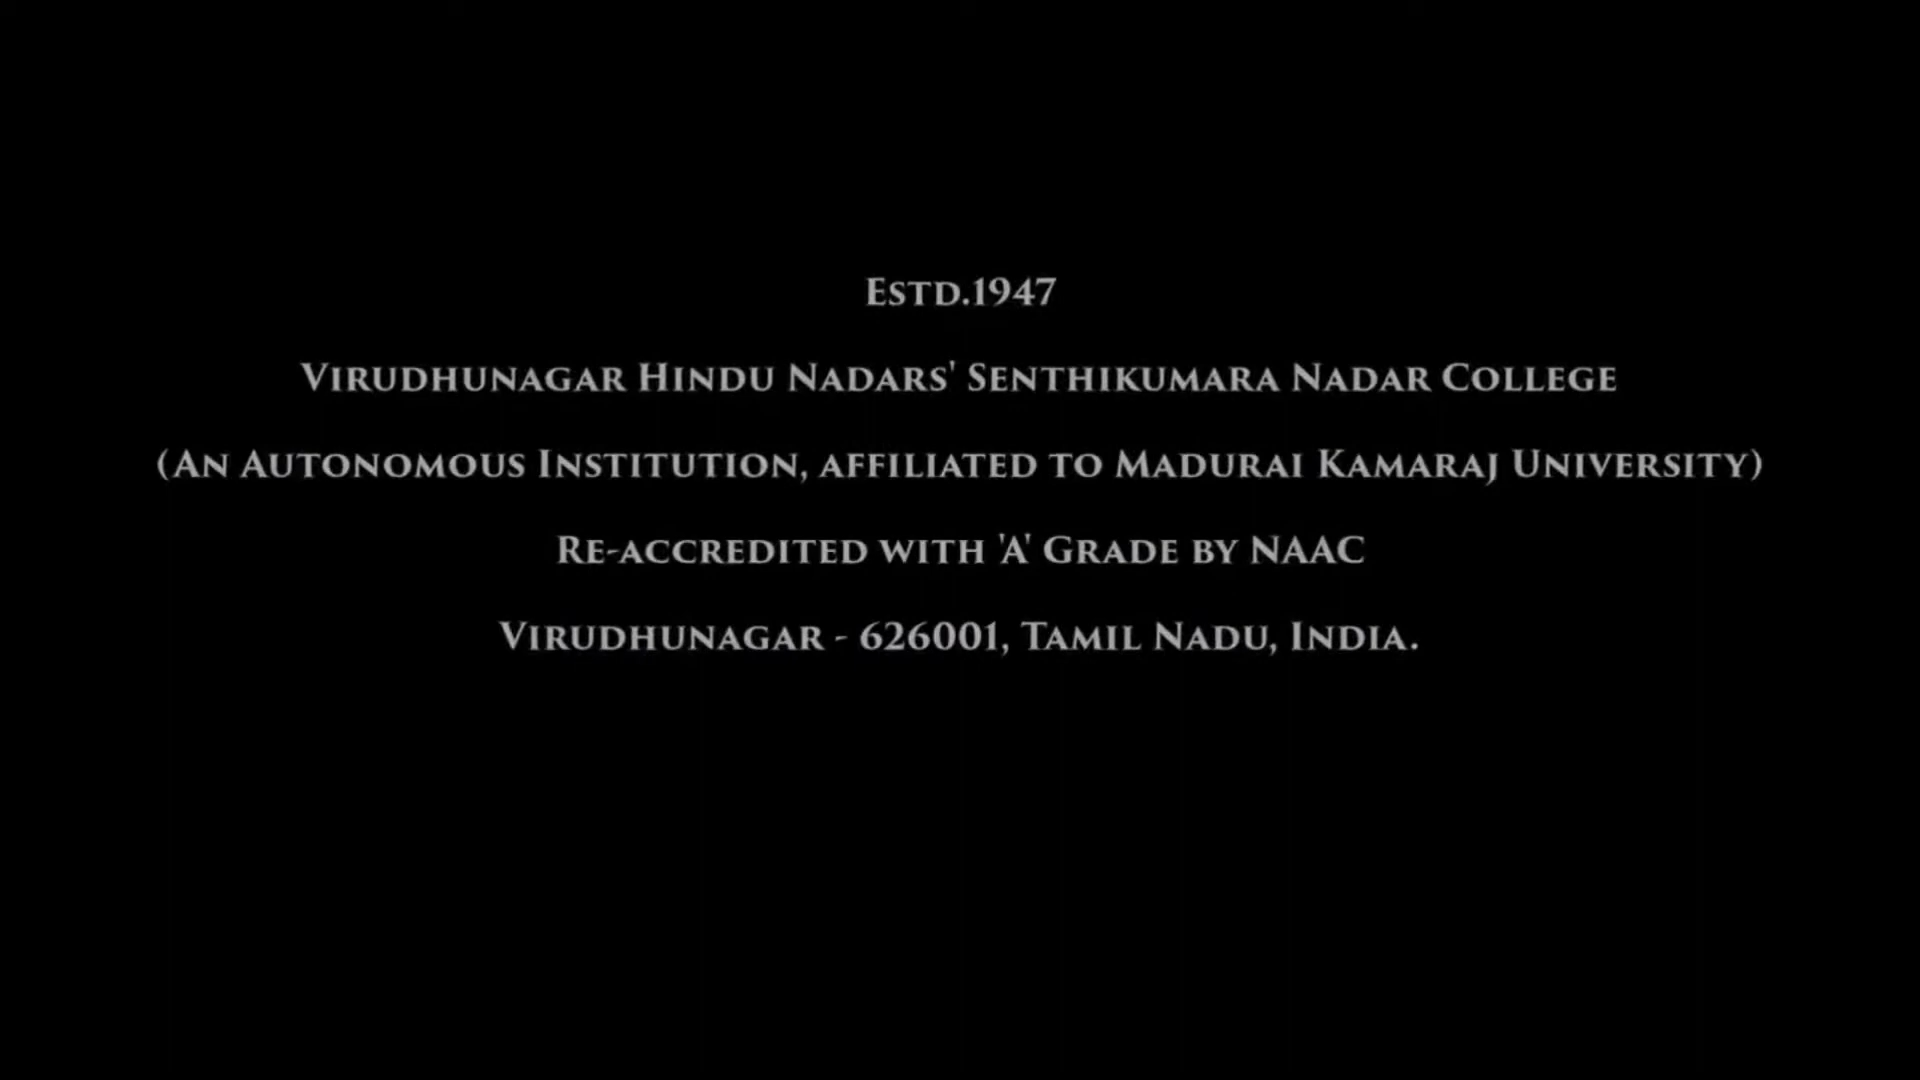 Estd.1947
Virudhunagar Hindu Nadars' Senthikumara Nadar College
(An Autonomous Institution, affiliated to Madurai Kamaraj University)
Re-accredited with 'A' Grade by NAAC
Virudhunagar - 626001, Tamil Nadu, India.